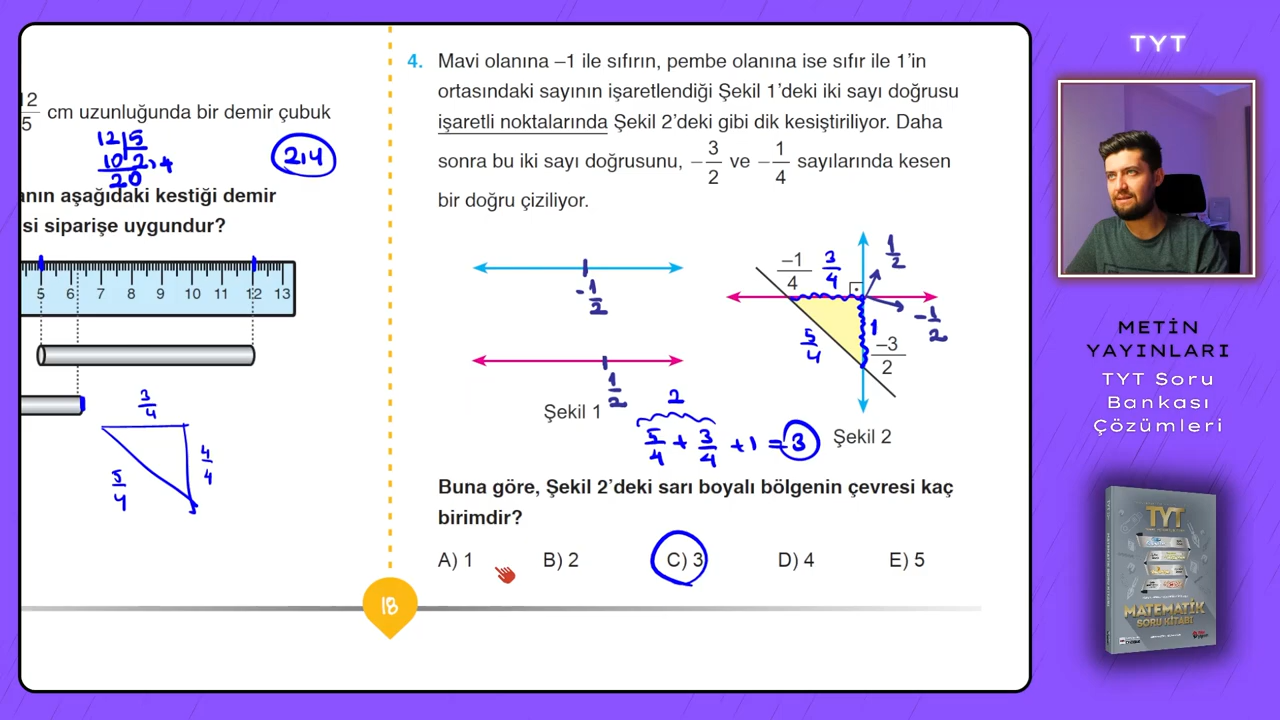 12
5 cm uzunluğunda bir demir çubuk
12 5
10 2,4
20
2,4
anın aşağıdaki kestiği demir
si siparişe uygundur?
5 6 7 8 9 10 11 12 13
3
4
4
4
5
4
4. Mavi olanına –1 ile sıfırın, pembe olanına ise sıfır ile 1’in
ortasındaki sayının işaretlendiği Şekil 1’deki iki sayı doğrusu
işaretli noktalarında Şekil 2’deki gibi dik kesiştiriliyor. Daha
sonra bu iki sayı doğrusunu, –3/2 ve –1/4 sayılarında kesen
bir doğru çiziliyor.
-1/2
1/2
Şekil 1
–1/4
3/4
1/2
-1/2
1
5/4
–3/2
Şekil 2
2
5/4 + 3/4 + 1 = 3
Buna göre, Şekil 2’deki sarı boyalı bölgenin çevresi kaç
birimdir?
A) 1 B) 2 C) 3 D) 4 E) 5
18
TYT
METİN
YAYINLARI
TYT Soru
Bankası
Çözümleri
TYT
MATEMATİK
SORU KİTABI